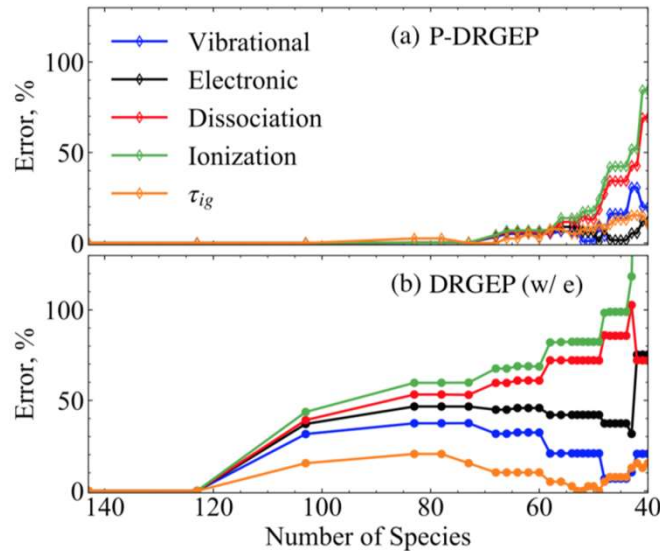 (a) P-DRGEP
Vibrational
Electronic
Dissociation
Ionization
τig
Error, %
100
50
0
(b) DRGEP (w/ e)
Error, %
100
50
0
140
120
100
80
60
40
Number of Species